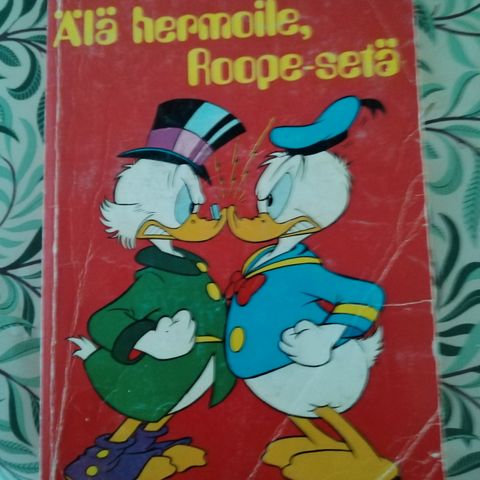 Älä hermoile,
Roope-setä